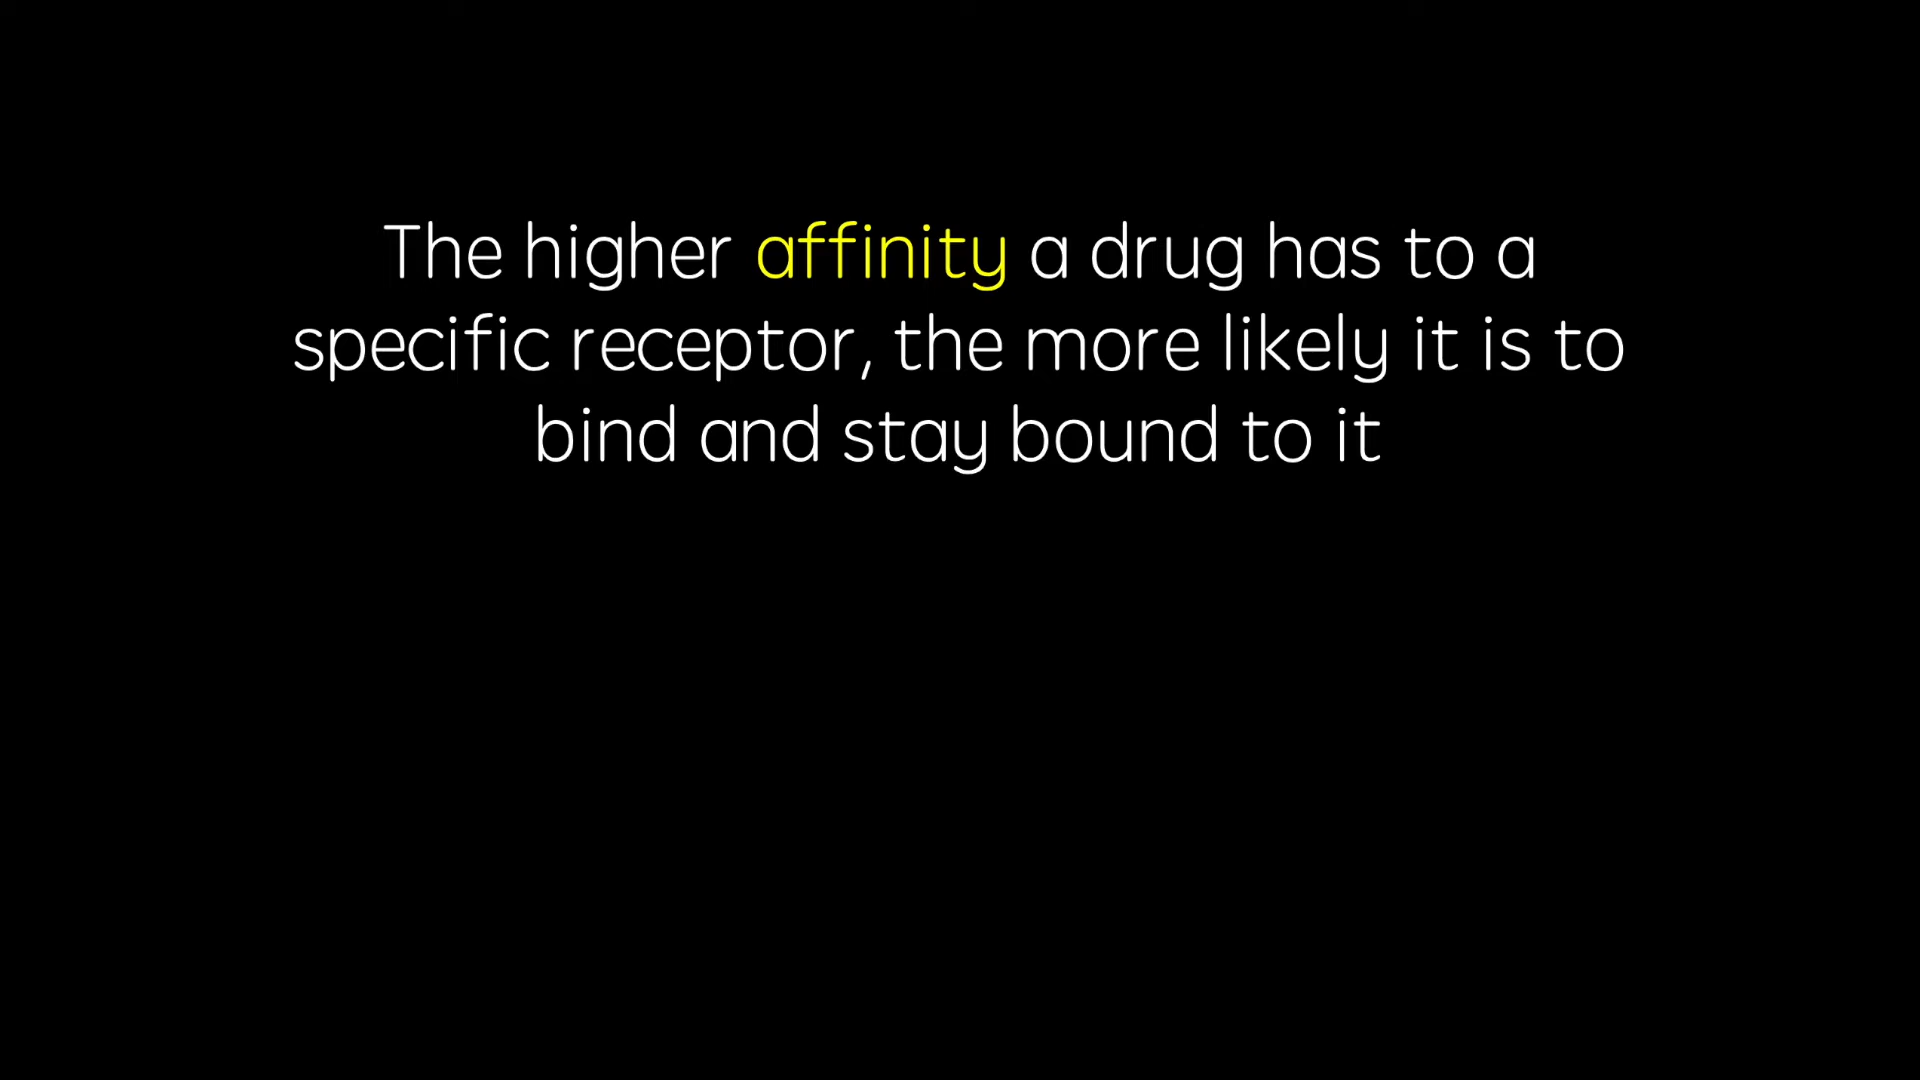 The higher affinity a drug has to a
specific receptor, the more likely it is to
bind and stay bound to it